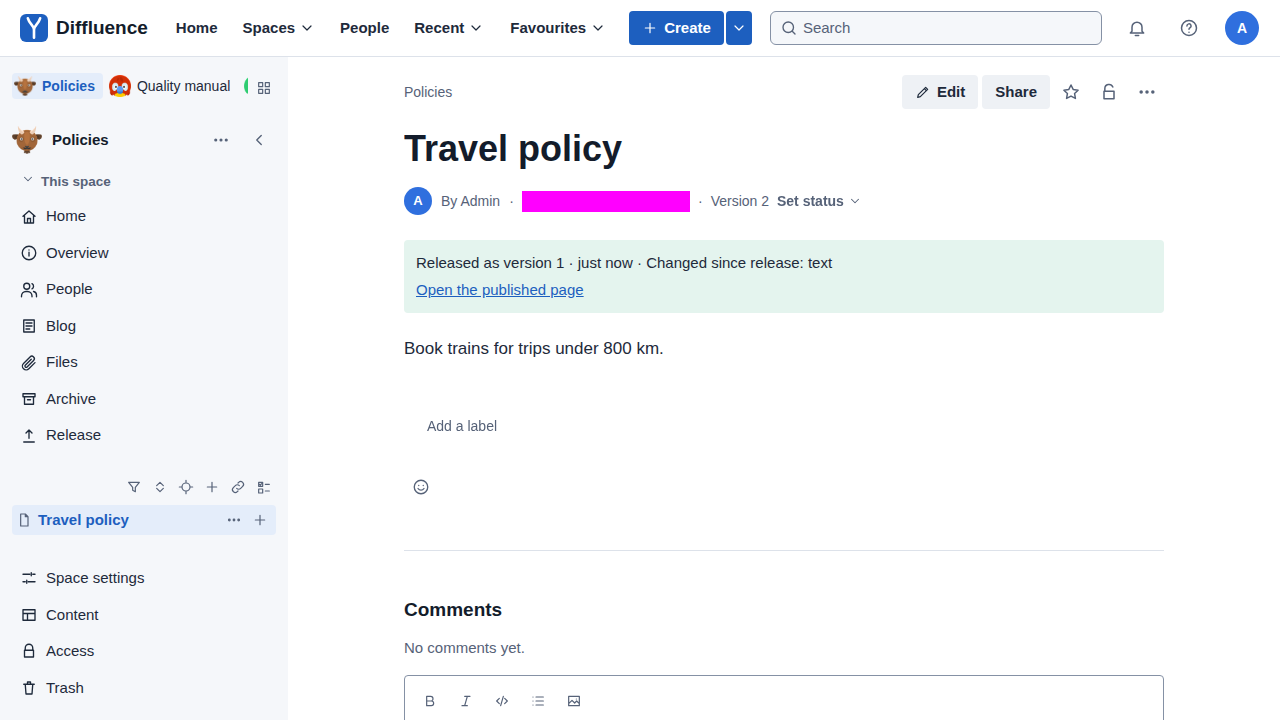 Diffluence Home Spaces People Recent Favourites Create Search A
Policies Quality manual
Policies
This space
Home
Overview
People
Blog
Files
Archive
Release
Travel policy
Space settings
Content
Access
Trash
Policies Edit Share
Travel policy
A By Admin · · Version 2 Set status
Released as version 1 · just now · Changed since release: text
Open the published page
Book trains for trips under 800 km.
Add a label
Comments
No comments yet.